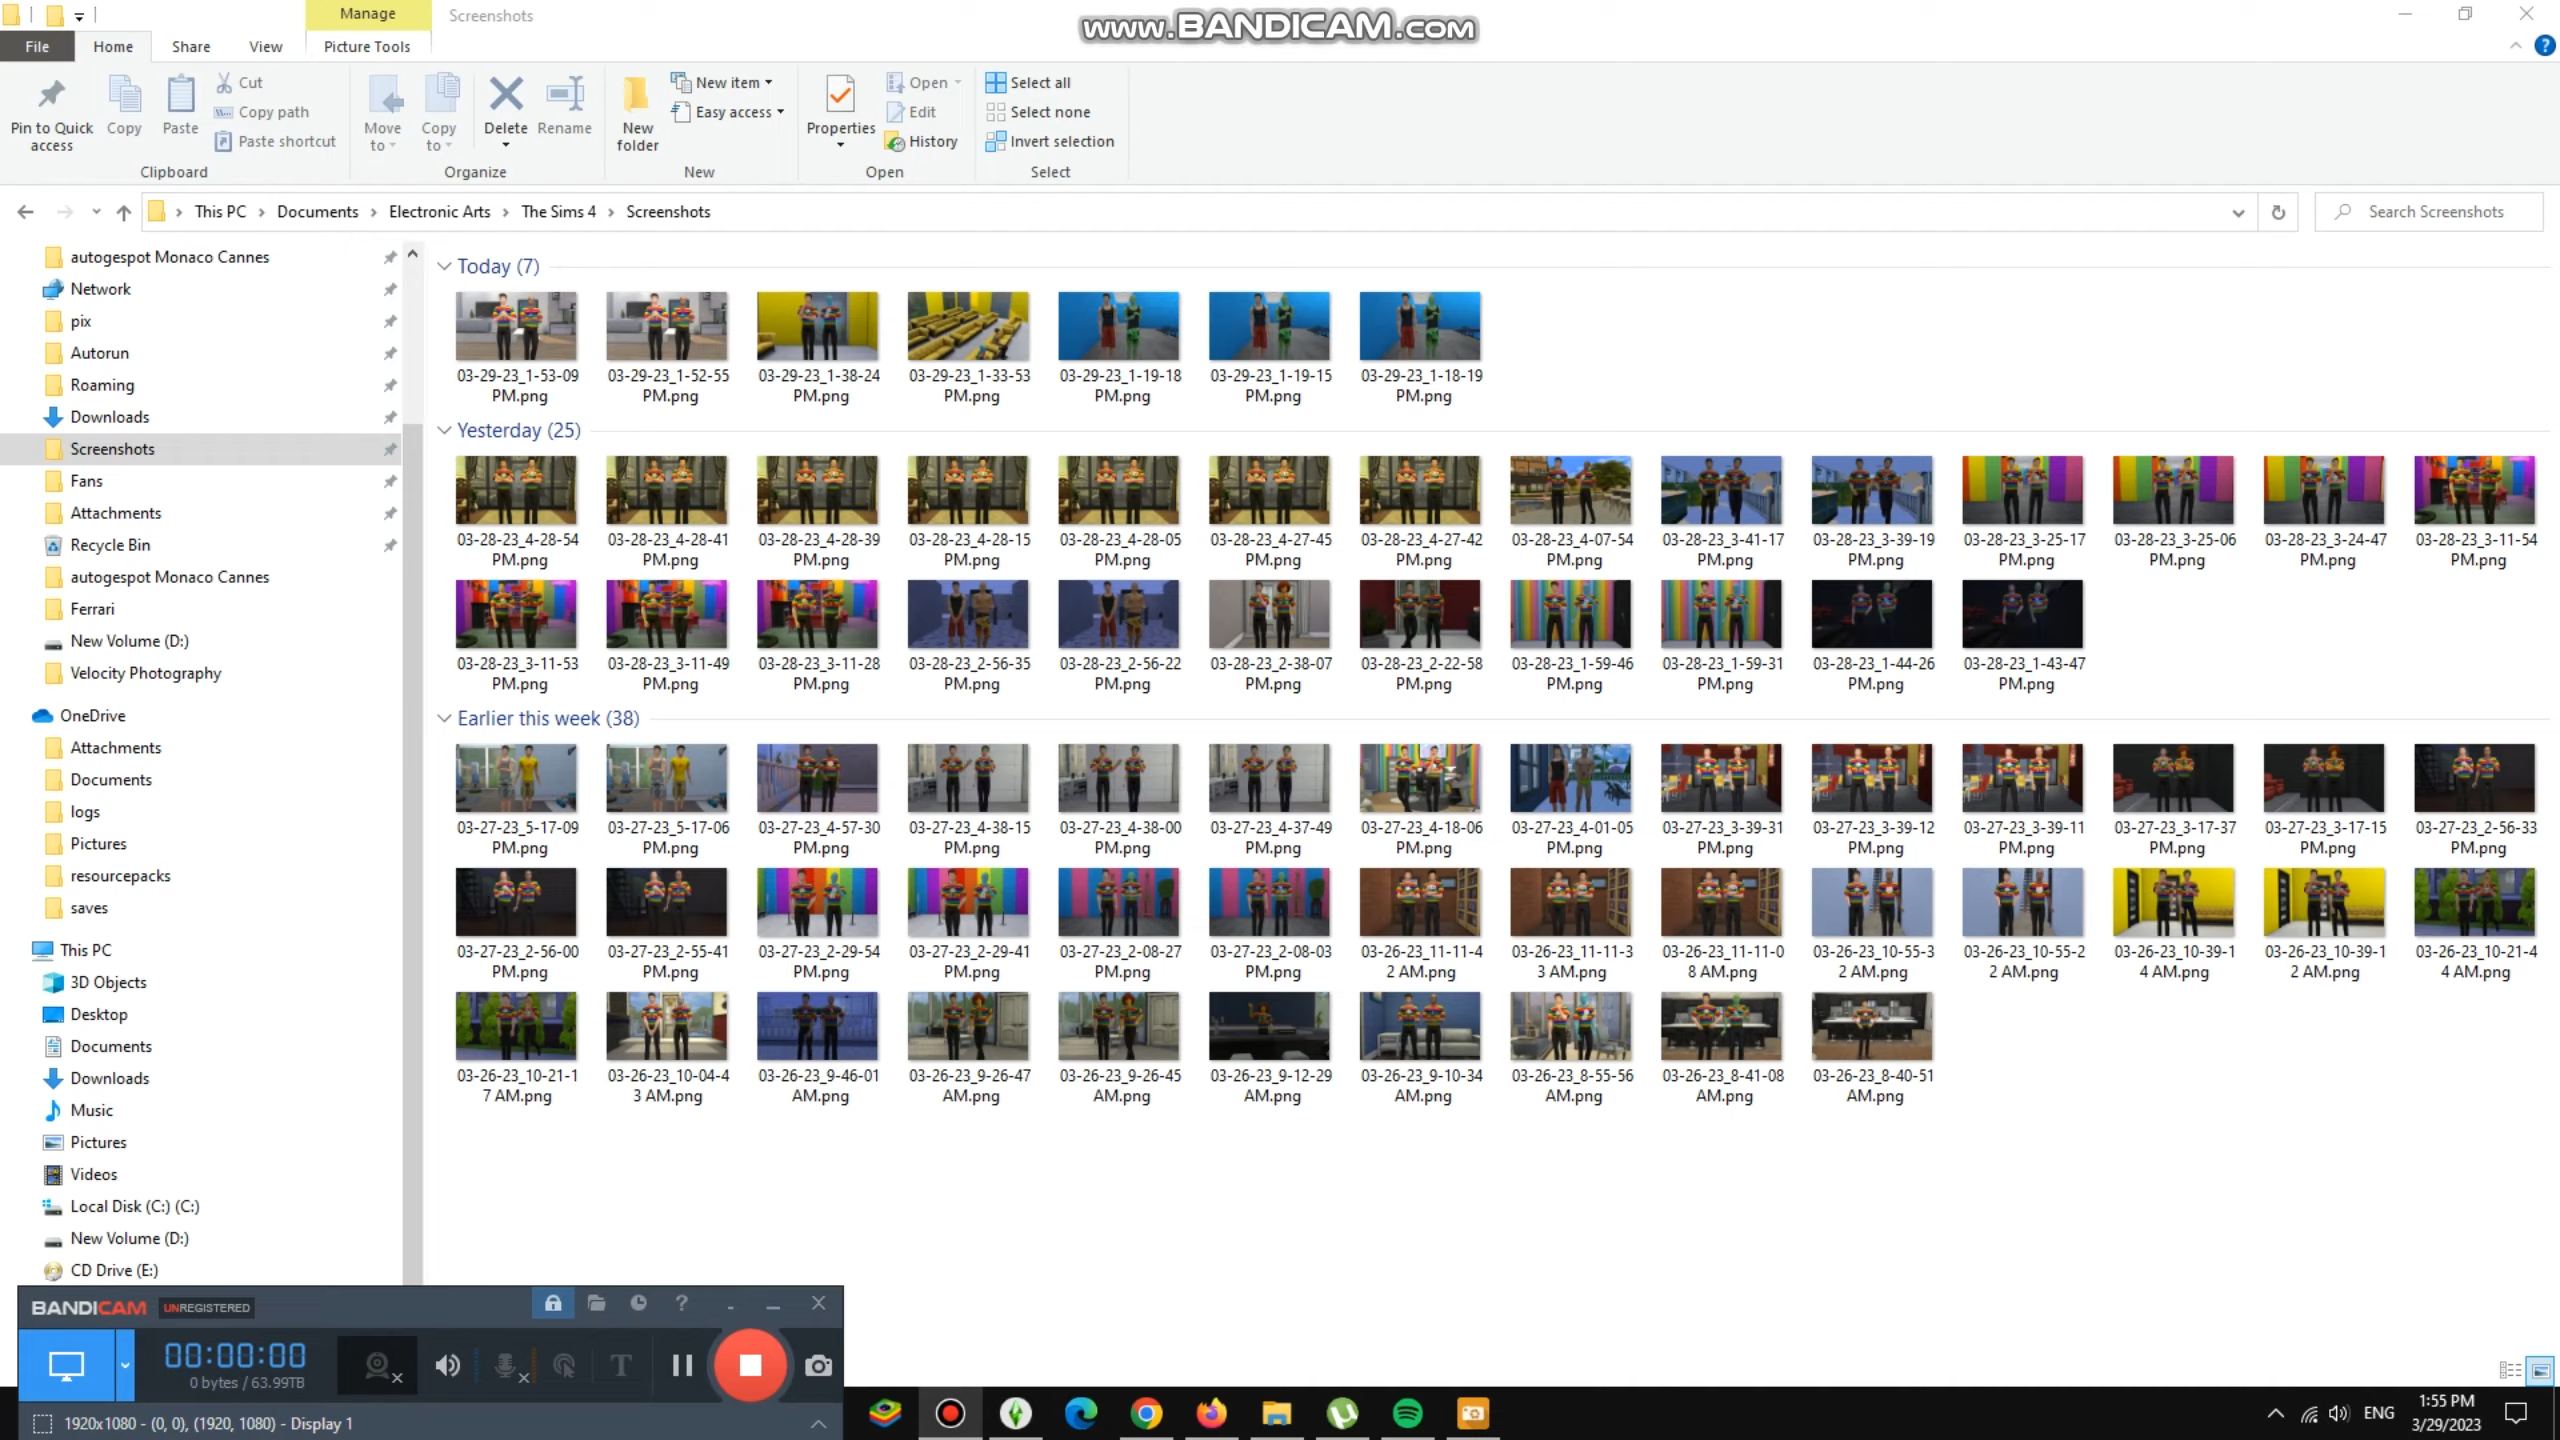 Manage
Screenshots
www.BANDICAM.com
File
Home
Share
View
Picture Tools
Pin to Quick access
Copy
Paste
Cut
Copy path
Paste shortcut
Move to
Copy to
Delete
Rename
New folder
New item
Easy access
Properties
Open
Edit
History
Select all
Select none
Invert selection
Clipboard
Organize
New
Open
Select
This PC
Documents
Electronic Arts
The Sims 4
Screenshots
Search Screenshots
autogespot Monaco Cannes
Network
pix
Autorun
Roaming
Downloads
Screenshots
Fans
Attachments
Recycle Bin
autogespot Monaco Cannes
Ferrari
New Volume (D:)
Velocity Photography
OneDrive
Attachments
Documents
logs
Pictures
resourcepacks
saves
This PC
3D Objects
Desktop
Documents
Downloads
Music
Pictures
Videos
Local Disk (C:) (C:)
New Volume (D:)
CD Drive (E:)
Today (7)
03-29-23_1-53-09 PM.png
03-29-23_1-52-55 PM.png
03-29-23_1-38-24 PM.png
03-29-23_1-33-53 PM.png
03-29-23_1-19-18 PM.png
03-29-23_1-19-15 PM.png
03-29-23_1-18-19 PM.png
Yesterday (25)
03-28-23_4-28-54 PM.png
03-28-23_4-28-41 PM.png
03-28-23_4-28-39 PM.png
03-28-23_4-28-15 PM.png
03-28-23_4-28-05 PM.png
03-28-23_4-27-45 PM.png
03-28-23_4-27-42 PM.png
03-28-23_4-07-54 PM.png
03-28-23_3-41-17 PM.png
03-28-23_3-39-19 PM.png
03-28-23_3-25-17 PM.png
03-28-23_3-25-06 PM.png
03-28-23_3-24-47 PM.png
03-28-23_3-11-54 PM.png
03-28-23_3-11-53 PM.png
03-28-23_3-11-49 PM.png
03-28-23_3-11-28 PM.png
03-28-23_2-56-35 PM.png
03-28-23_2-56-22 PM.png
03-28-23_2-38-07 PM.png
03-28-23_2-22-58 PM.png
03-28-23_1-59-46 PM.png
03-28-23_1-59-31 PM.png
03-28-23_1-44-26 PM.png
03-28-23_1-43-47 PM.png
Earlier this week (38)
03-27-23_5-17-09 PM.png
03-27-23_5-17-06 PM.png
03-27-23_4-57-30 PM.png
03-27-23_4-38-15 PM.png
03-27-23_4-38-00 PM.png
03-27-23_4-37-49 PM.png
03-27-23_4-18-06 PM.png
03-27-23_4-01-05 PM.png
03-27-23_3-39-31 PM.png
03-27-23_3-39-12 PM.png
03-27-23_3-39-11 PM.png
03-27-23_3-17-37 PM.png
03-27-23_3-17-15 PM.png
03-27-23_2-56-33 PM.png
03-27-23_2-56-00 PM.png
03-27-23_2-55-41 PM.png
03-27-23_2-29-54 PM.png
03-27-23_2-29-41 PM.png
03-27-23_2-08-27 PM.png
03-27-23_2-08-03 PM.png
03-26-23_11-11-42 AM.png
03-26-23_11-11-33 AM.png
03-26-23_11-11-08 AM.png
03-26-23_10-55-32 AM.png
03-26-23_10-55-22 AM.png
03-26-23_10-39-14 AM.png
03-26-23_10-39-12 AM.png
03-26-23_10-21-44 AM.png
03-26-23_10-21-17 AM.png
03-26-23_10-04-43 AM.png
03-26-23_9-46-01 AM.png
03-26-23_9-26-47 AM.png
03-26-23_9-26-45 AM.png
03-26-23_9-12-29 AM.png
03-26-23_9-10-34 AM.png
03-26-23_8-55-56 AM.png
03-26-23_8-41-08 AM.png
03-26-23_8-40-51 AM.png
BANDICAM UNREGISTERED
00:00:00
0 bytes / 63.99TB
1920x1080 - (0, 0), (1920, 1080) - Display 1
ENG
1:55 PM
3/29/2023